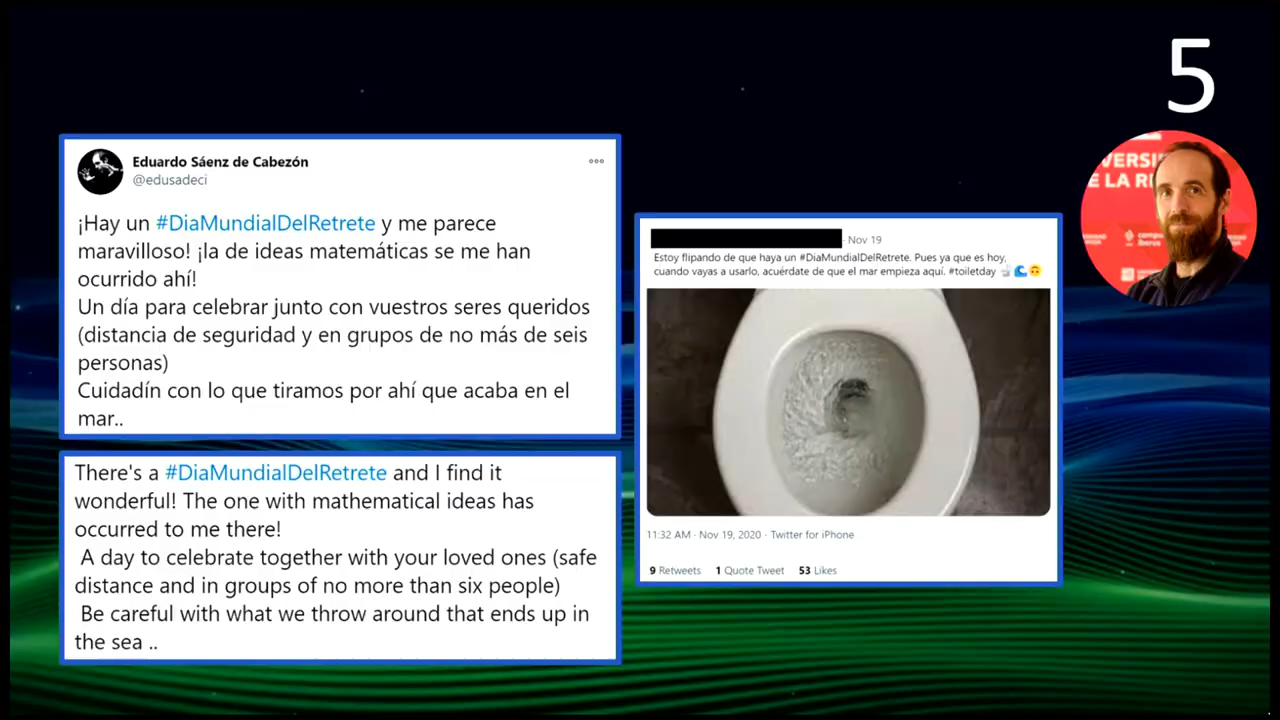 5
Eduardo Sáenz de Cabezón
@edusadeci
¡Hay un #DiaMundialDelRetrete y me parece
maravilloso! ¡la de ideas matemáticas se me han
ocurrido ahí!
Un día para celebrar junto con vuestros seres queridos
(distancia de seguridad y en grupos de no más de seis
personas)
Cuidadín con lo que tiramos por ahí que acaba en el
mar..
There's a #DiaMundialDelRetrete and I find it
wonderful! The one with mathematical ideas has
occurred to me there!
A day to celebrate together with your loved ones (safe
distance and in groups of no more than six people)
Be careful with what we throw around that ends up in
the sea ..
· Nov 19
Estoy flipando de que haya un #DiaMundialDelRetrete. Pues ya que es hoy,
cuando vayas a usarlo, acuérdate de que el mar empieza aquí. #toiletday 🚽🌊🙃
11:32 AM · Nov 19, 2020 · Twitter for iPhone
9 Retweets 1 Quote Tweet 53 Likes
VERSI
E LA RI